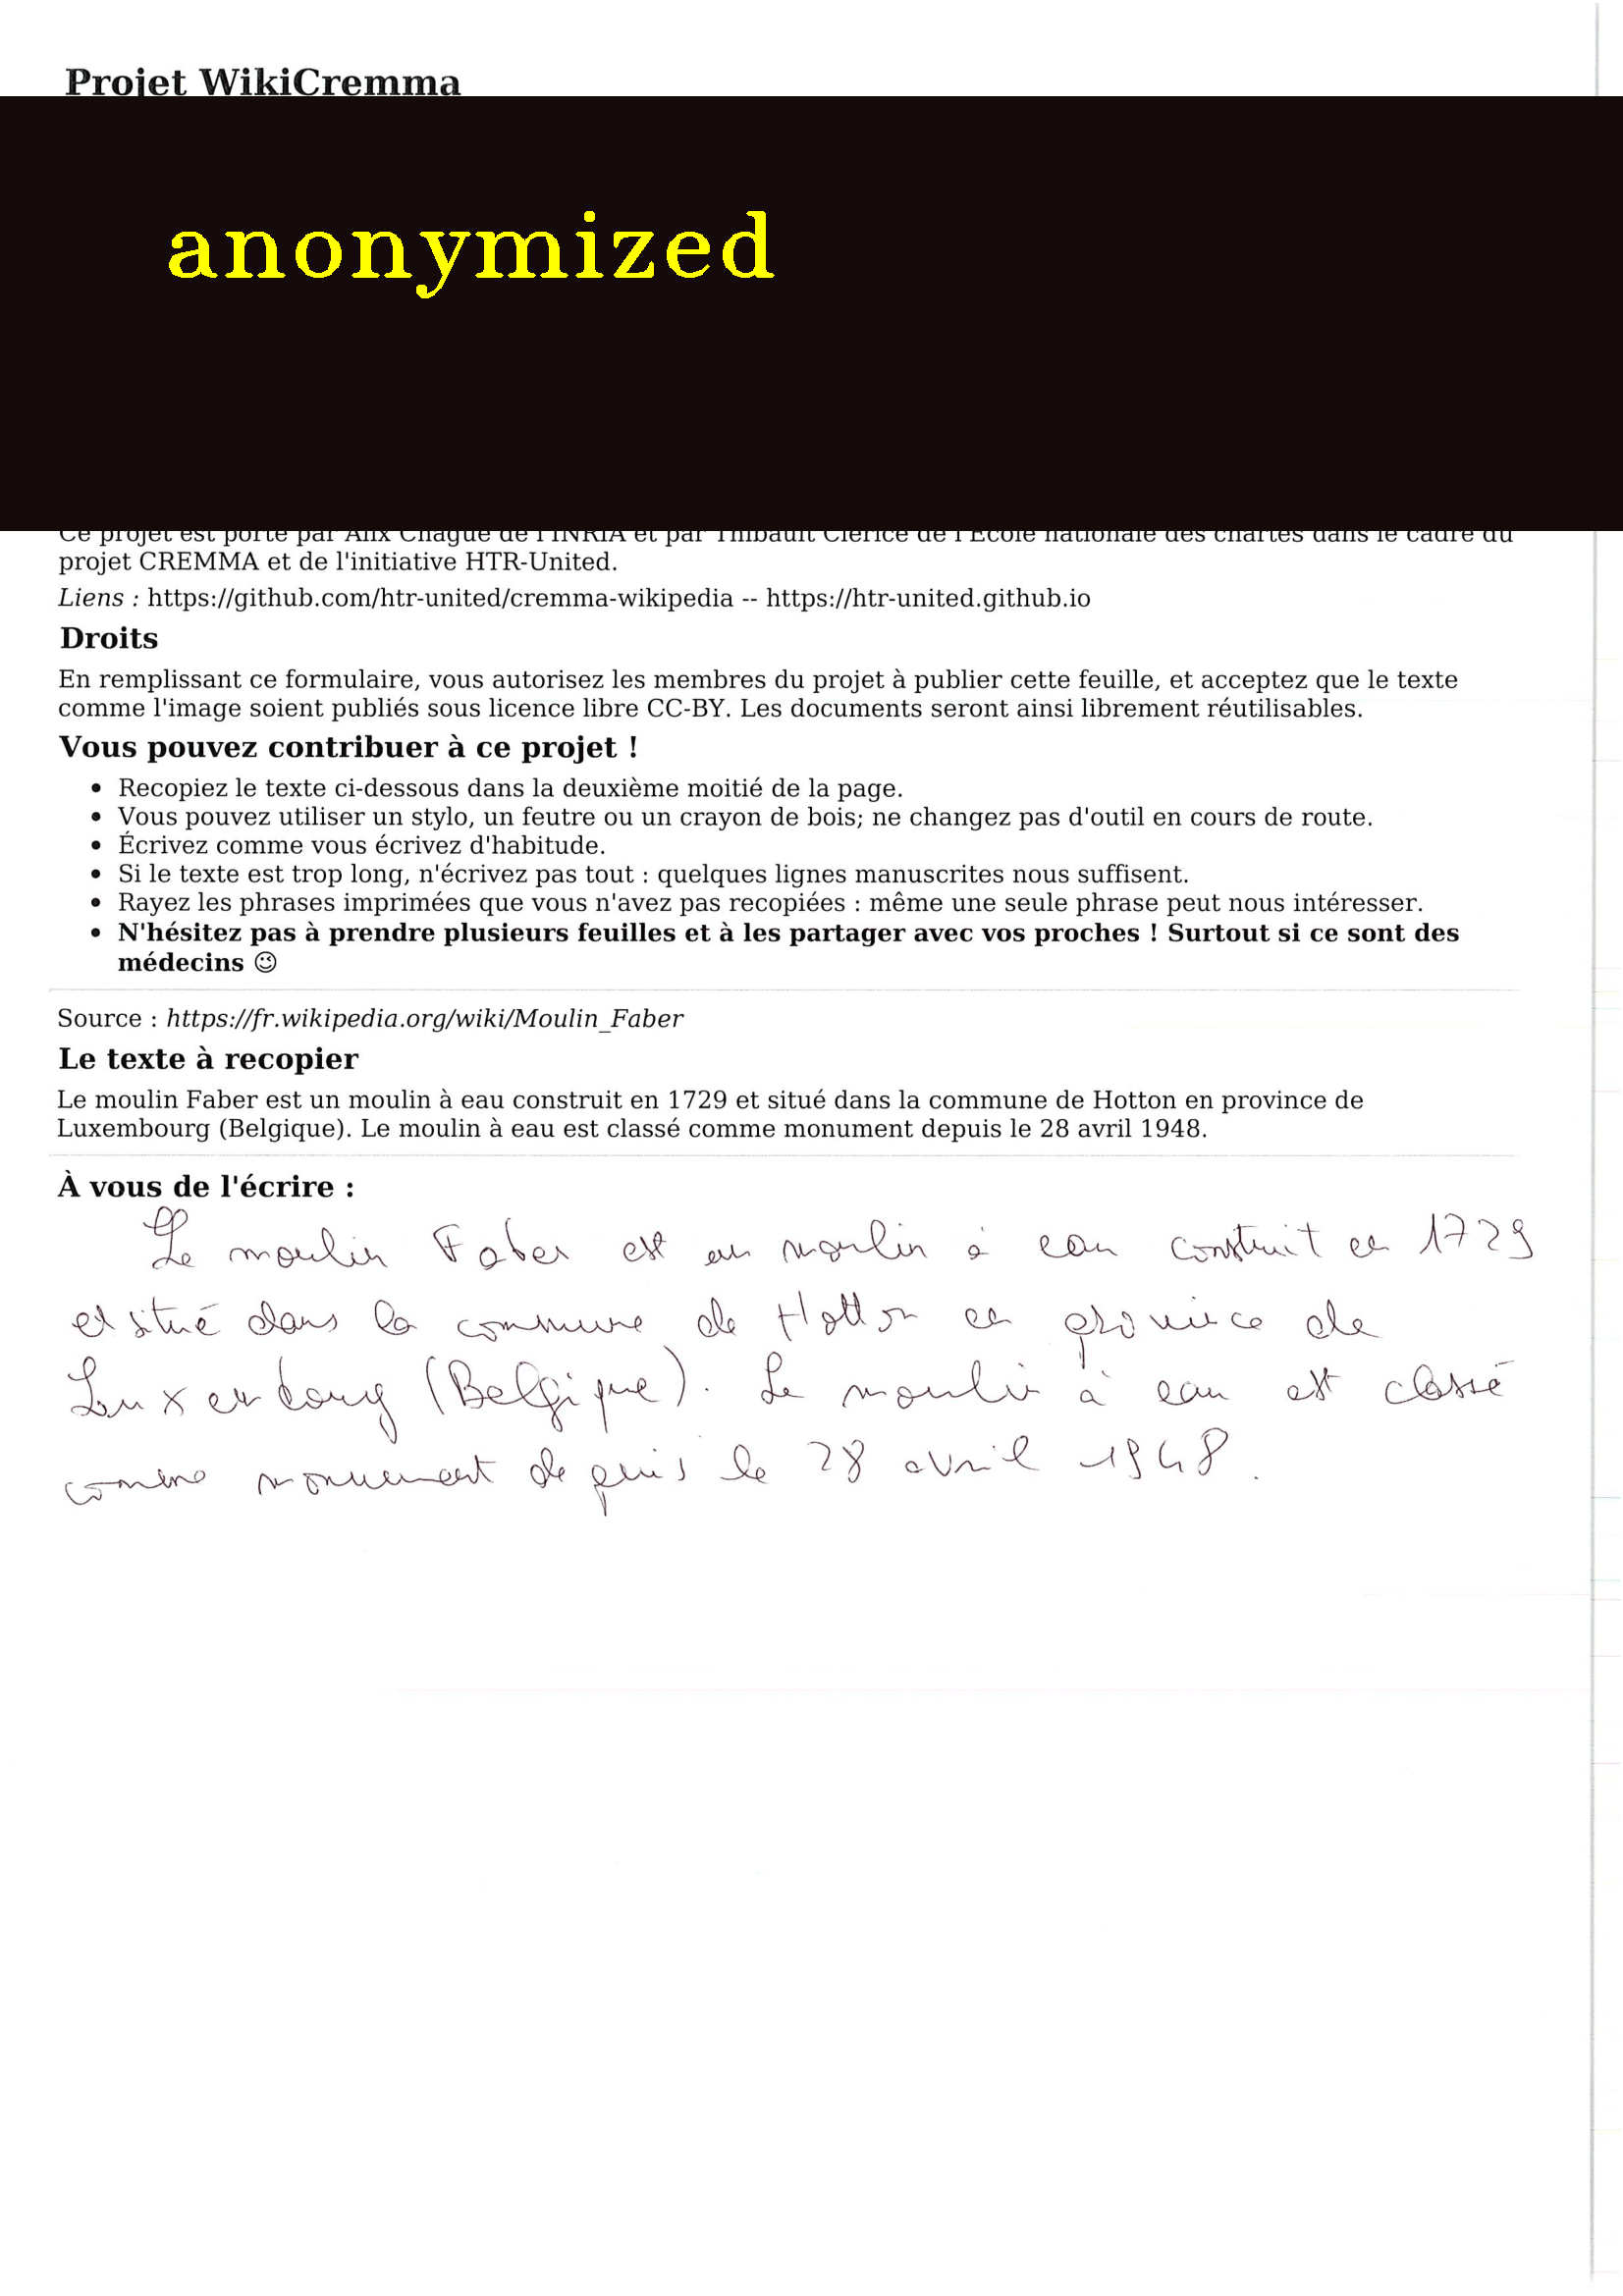 Projet WikiCremma
anonymized
Ce projet est porté par Alix Chagué de l'INRIA et par Thibault Clérice de l'École nationale des chartes dans le cadre du
projet CREMMA et de l'initiative HTR-United.
Liens : https://github.com/htr-united/cremma-wikipedia -- https://htr-united.github.io
Droits
En remplissant ce formulaire, vous autorisez les membres du projet à publier cette feuille, et acceptez que le texte
comme l'image soient publiés sous licence libre CC-BY. Les documents seront ainsi librement réutilisables.
Vous pouvez contribuer à ce projet !
• Recopiez le texte ci-dessous dans la deuxième moitié de la page.
• Vous pouvez utiliser un stylo, un feutre ou un crayon de bois; ne changez pas d'outil en cours de route.
• Écrivez comme vous écrivez d'habitude.
• Si le texte est trop long, n'écrivez pas tout : quelques lignes manuscrites nous suffisent.
• Rayez les phrases imprimées que vous n'avez pas recopiées : même une seule phrase peut nous intéresser.
• N'hésitez pas à prendre plusieurs feuilles et à les partager avec vos proches ! Surtout si ce sont des
médecins 😉
Source : https://fr.wikipedia.org/wiki/Moulin_Faber
Le texte à recopier
Le moulin Faber est un moulin à eau construit en 1729 et situé dans la commune de Hotton en province de
Luxembourg (Belgique). Le moulin à eau est classé comme monument depuis le 28 avril 1948.
À vous de l'écrire :
Le moulin Faber est un moulin à eau construit en 1729
et situé dans la commune de Hotton en province de
Luxembourg (Belgique). Le moulin à eau est classé
comme monument depuis le 28 avril 1948.